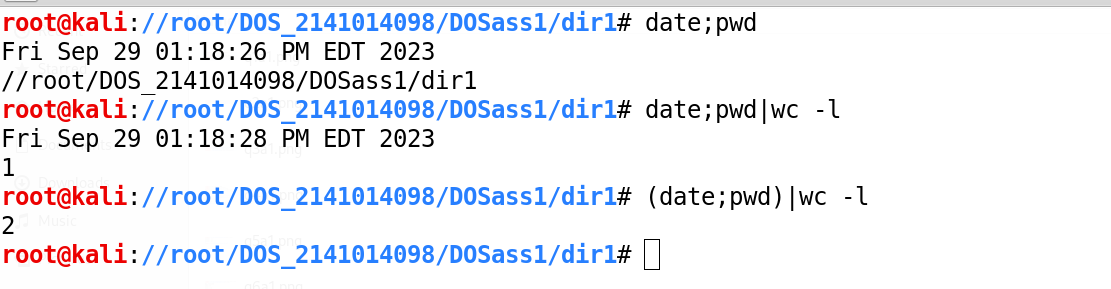 root@kali://root/DOS_2141014098/DOSass1/dir1# date;pwd
Fri Sep 29 01:18:26 PM EDT 2023
//root/DOS_2141014098/DOSass1/dir1
root@kali://root/DOS_2141014098/DOSass1/dir1# date;pwd|wc -l
Fri Sep 29 01:18:28 PM EDT 2023
1
root@kali://root/DOS_2141014098/DOSass1/dir1# (date;pwd)|wc -l
2
Music
root@kali://root/DOS_2141014098/DOSass1/dir1#